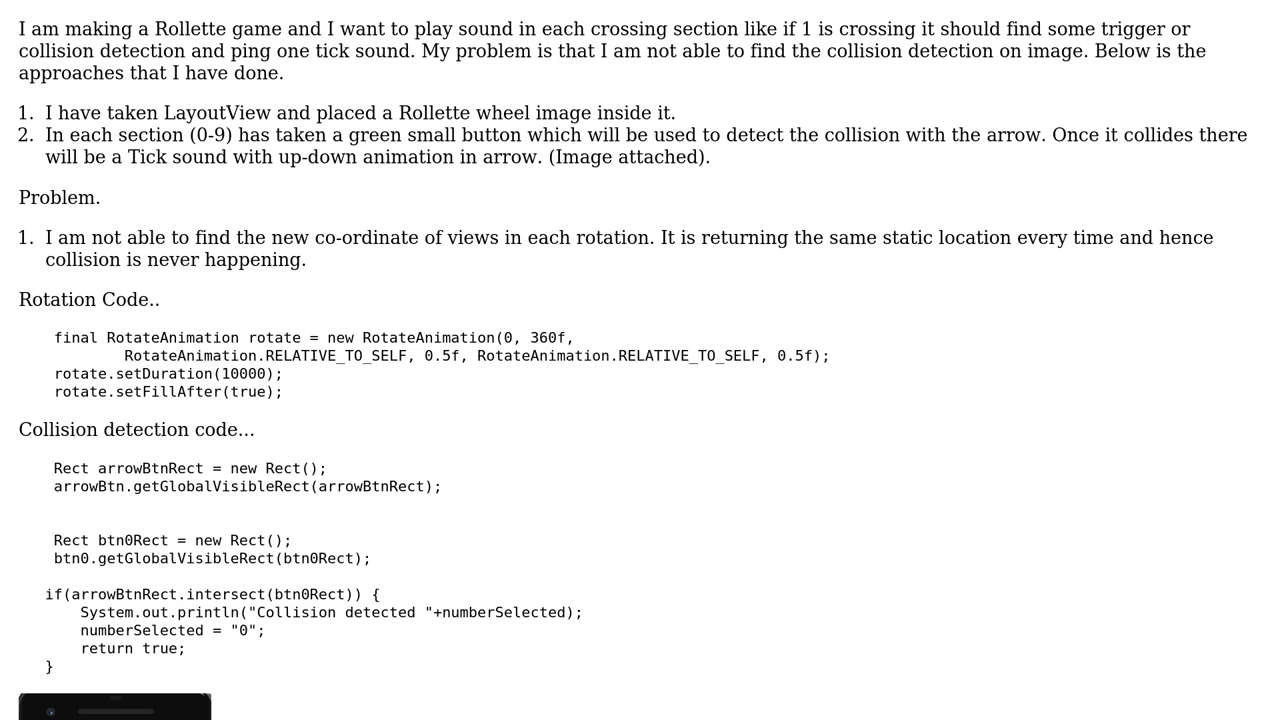 I am making a Rollette game and I want to play sound in each crossing section like if 1 is crossing it should find some trigger or
collision detection and ping one tick sound. My problem is that I am not able to find the collision detection on image. Below is the
approaches that I have done.
1. I have taken LayoutView and placed a Rollette wheel image inside it.
2. In each section (0-9) has taken a green small button which will be used to detect the collision with the arrow. Once it collides there
will be a Tick sound with up-down animation in arrow. (Image attached).
Problem.
1. I am not able to find the new co-ordinate of views in each rotation. It is returning the same static location every time and hence
collision is never happening.
Rotation Code..
final RotateAnimation rotate = new RotateAnimation(0, 360f,
RotateAnimation.RELATIVE_TO_SELF, 0.5f, RotateAnimation.RELATIVE_TO_SELF, 0.5f);
rotate.setDuration(10000);
rotate.setFillAfter(true);
Collision detection code...
Rect arrowBtnRect = new Rect();
arrowBtn.getGlobalVisibleRect(arrowBtnRect);
Rect btn0Rect = new Rect();
btn0.getGlobalVisibleRect(btn0Rect);
if(arrowBtnRect.intersect(btn0Rect)) {
System.out.println("Collision detected "+numberSelected);
numberSelected = "0";
return true;
}